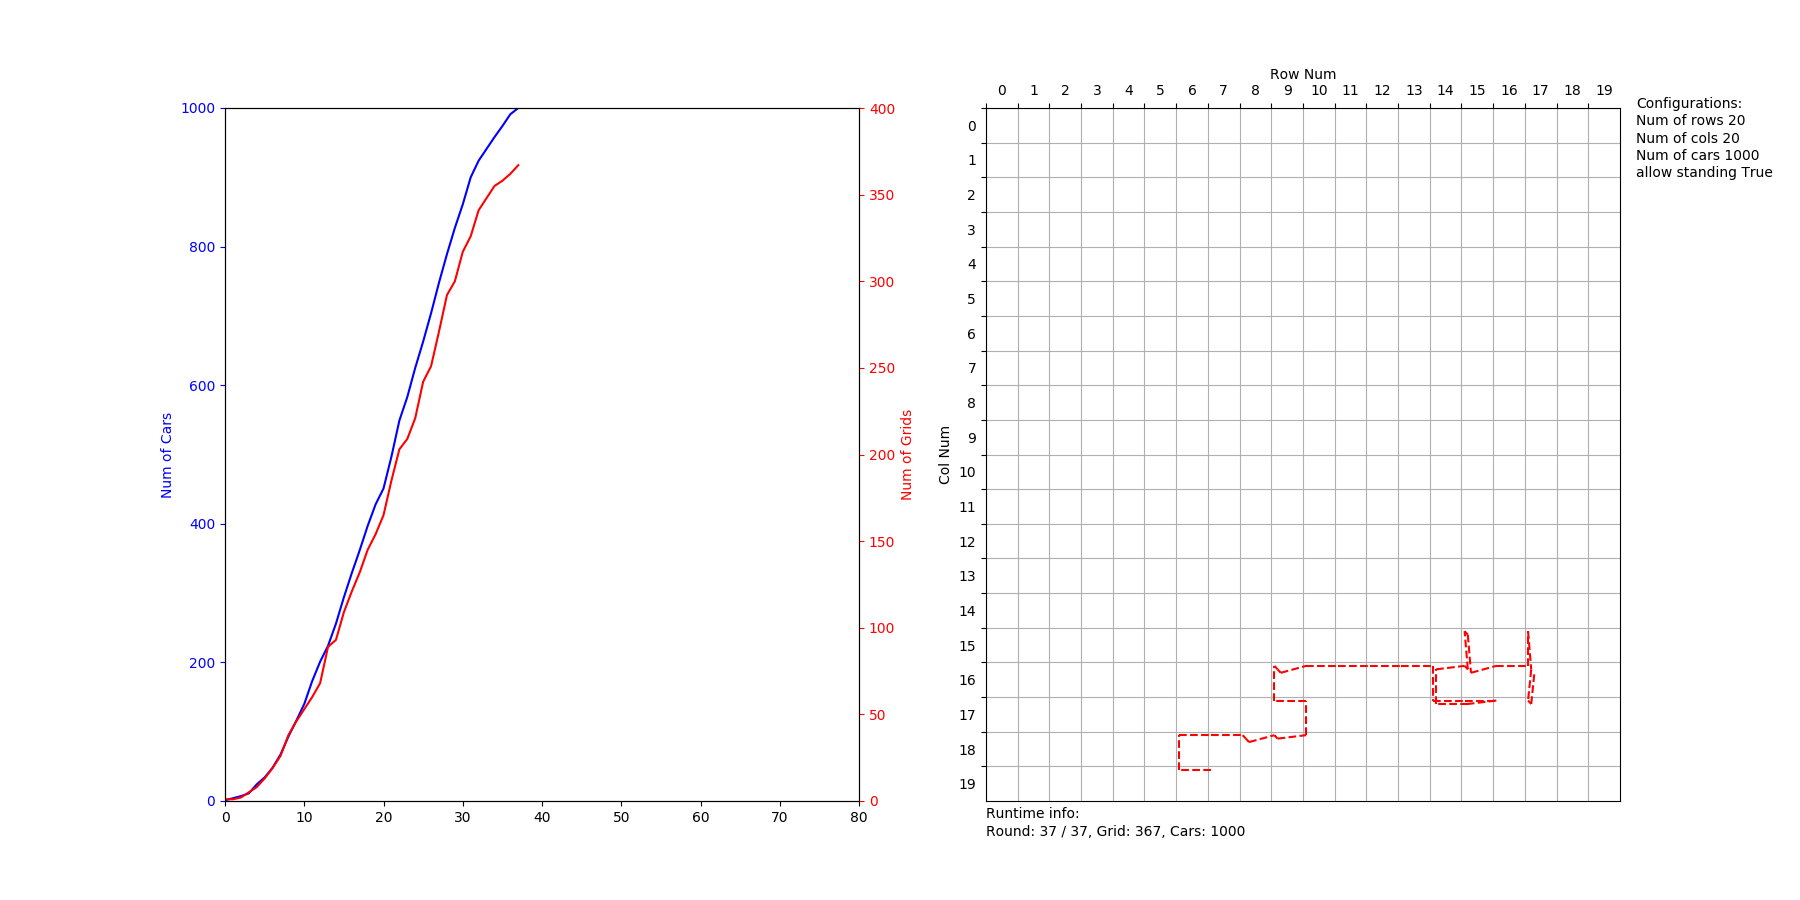 Num of Cars
1000
800
600
400
200
0
0 10 20 30 40 50 60 70 80
400
350
300
250
200
150
100
50
0
Num of Grids
Row Num
0 1 2 3 4 5 6 7 8 9 10 11 12 13 14 15 16 17 18 19
Col Num
0
1
2
3
4
5
6
7
8
9
10
11
12
13
14
15
16
17
18
19
Configurations:
Num of rows 20
Num of cols 20
Num of cars 1000
allow standing True
Runtime info:
Round: 37 / 37, Grid: 367, Cars: 1000